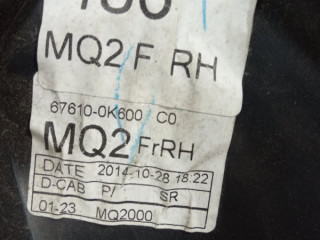 MQ2 F RH
67610-0K600 C0
MQ2 FrRH
DATE 2014-10-28 18:22
D-CAB P/ SR
01-23 MQ2000